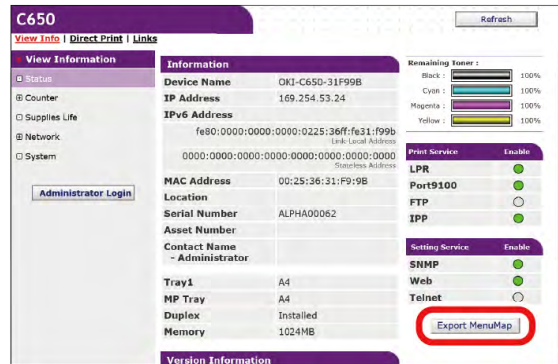 C650
Refresh
View Info | Direct Print | Links
View Information
Status
Counter
Supplies Life
Network
System
Administrator Login
Information
Device Name OKI-C650-31F99B
IP Address 169.254.53.24
IPv6 Address
fe80:0000:0000:0000:0225:36ff:fe31:f99b
Link-Local Address
0000:0000:0000:0000:0000:0000:0000:0000
Stateless Address
MAC Address 00:25:36:31:F9:9B
Location
Serial Number ALPHA00062
Asset Number
Contact Name
- Administrator
Tray1 A4
MP Tray A4
Duplex Installed
Memory 1024MB
Version Information
Remaining Toner :
Black : 100%
Cyan : 100%
Magenta : 100%
Yellow : 100%
Print Service Enable
LPR
Port9100
FTP
IPP
Setting Service Enable
SNMP
Web
Telnet
Export MenuMap